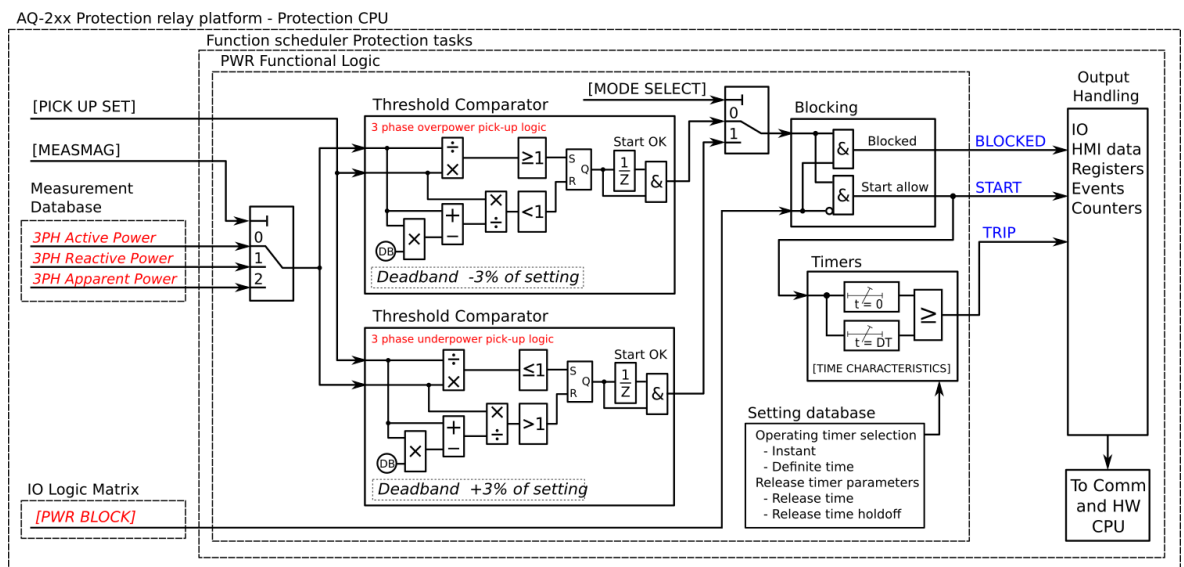 AQ-2xx Protection relay platform - Protection CPU
Function scheduler Protection tasks
PWR Functional Logic
[PICK UP SET]
[MEASMAG]
Measurement
Database
3PH Active Power
3PH Reactive Power
3PH Apparent Power
0
1
2
Threshold Comparator
3 phase overpower pick-up logic
÷
×
≥1
S
R
Q
Start OK
1
Z
&
+
−
×
÷
<1
DB
×
Deadband -3% of setting
Threshold Comparator
3 phase underpower pick-up logic
÷
×
≤1
S
R
Q
Start OK
1
Z
&
+
−
×
÷
>1
DB
×
Deadband +3% of setting
[MODE SELECT]
0
1
Blocking
&
Blocked
&
Start allow
BLOCKED
START
TRIP
Timers
t = 0
t = DT
≥
[TIME CHARACTERISTICS]
Setting database
Operating timer selection
- Instant
- Definite time
Release timer parameters
- Release time
- Release time holdoff
Output
Handling
IO
HMI data
Registers
Events
Counters
To Comm
and HW
CPU
IO Logic Matrix
[PWR BLOCK]